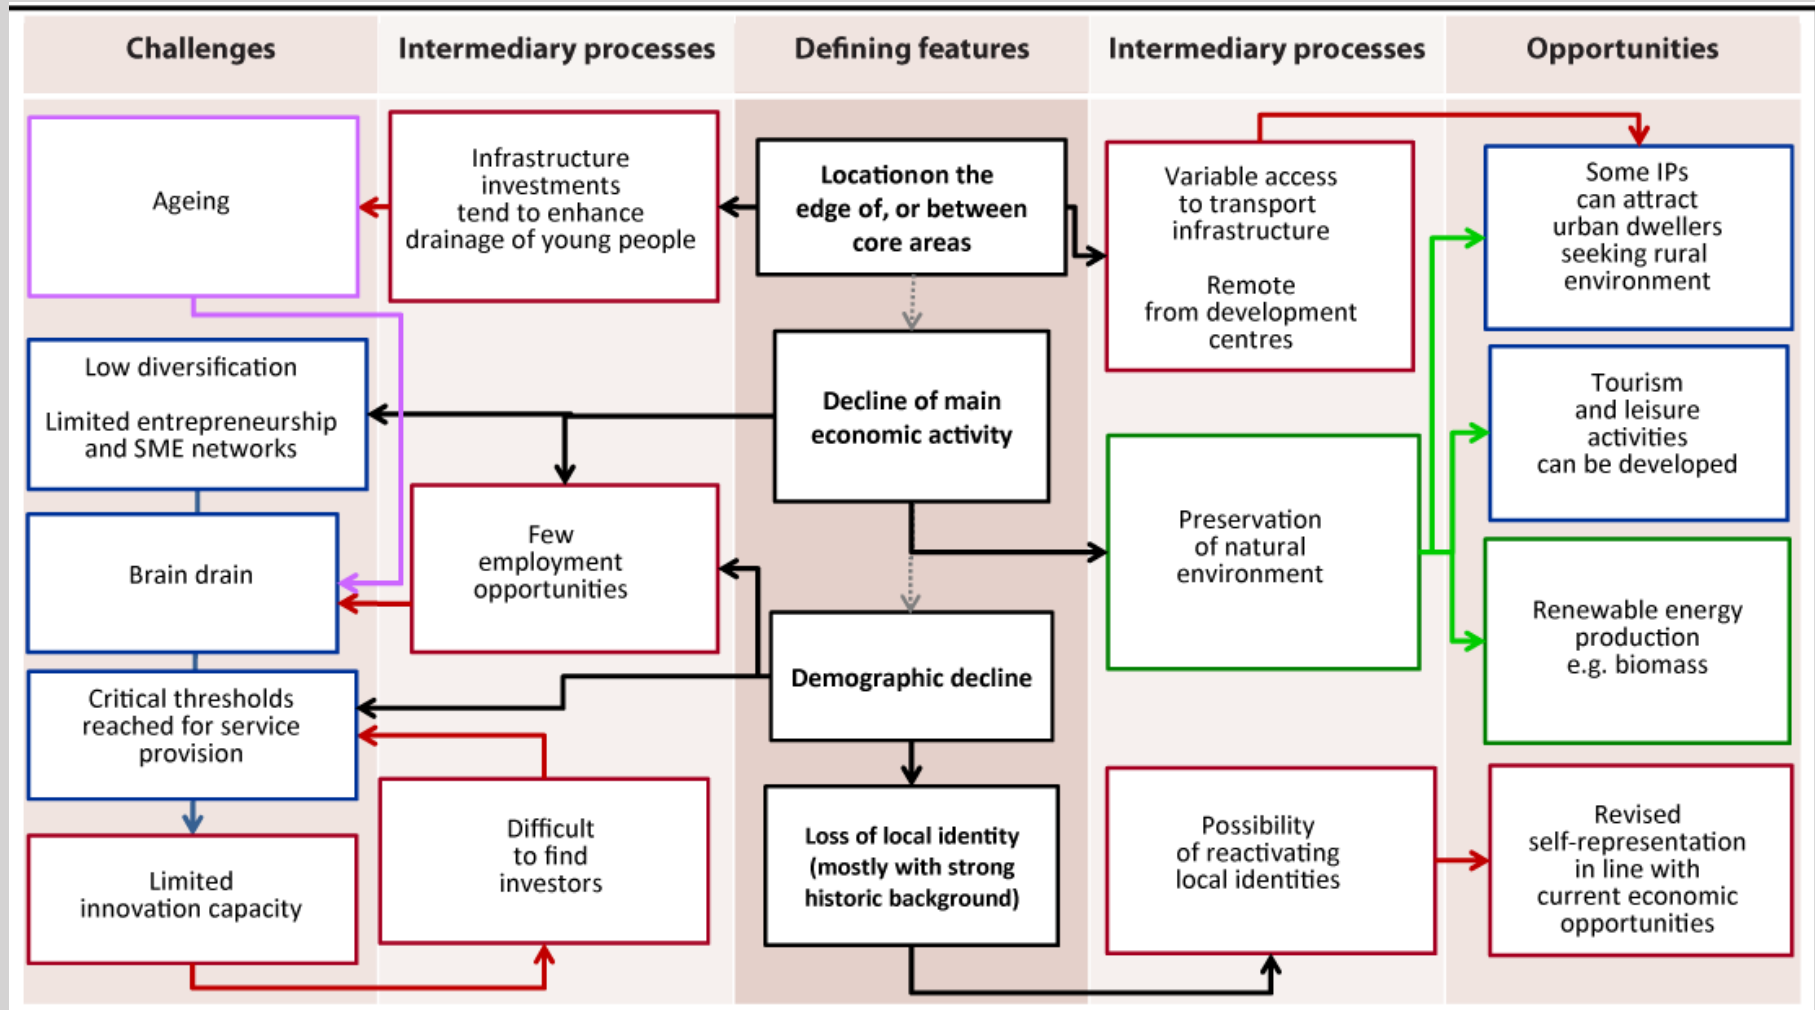 Challenges
Intermediary processes
Defining features
Intermediary processes
Opportunities
Ageing
Low diversification
Limited entrepreneurship
and SME networks
Brain drain
Critical thresholds
reached for service
provision
Limited
innovation capacity
Infrastructure
investments
tend to enhance
drainage of young people
Few
employment
opportunities
Difficult
to find
investors
Locationon the
edge of, or between
core areas
Decline of main
economic activity
Demographic decline
Loss of local identity
(mostly with strong
historic background)
Variable access
to transport
infrastructure
Remote
from development
centres
Preservation
of natural
environment
Possibility
of reactivating
local identities
Some IPs
can attract
urban dwellers
seeking rural
environment
Tourism
and leisure
activities
can be developed
Renewable energy
production
e.g. biomass
Revised
self-representation
in line with
current economic
opportunities